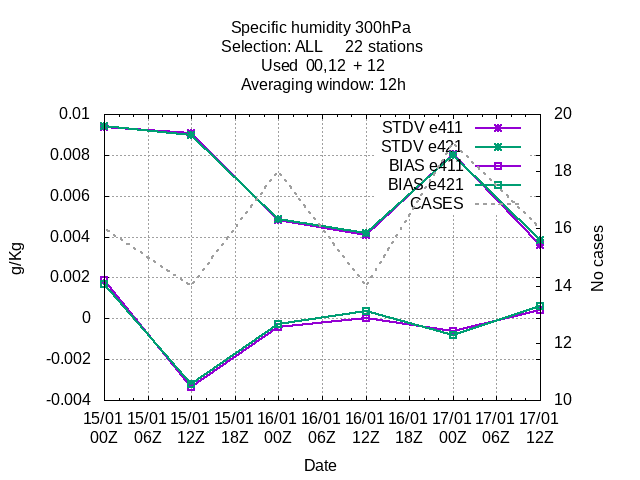 Specific humidity 300hPa
Selection: ALL     22 stations
Used  00,12  + 12
Averaging window: 12h
0.01
0.008
0.006
0.004
0.002
0
-0.002
-0.004
g/Kg
20
18
16
14
12
10
No cases
STDV e411
STDV e421
BIAS e411
BIAS e421
CASES
15/01 15/01 15/01 15/01 16/01 16/01 16/01 16/01 17/01 17/01 17/01
00Z 06Z 12Z 18Z 00Z 06Z 12Z 18Z 00Z 06Z 12Z
Date